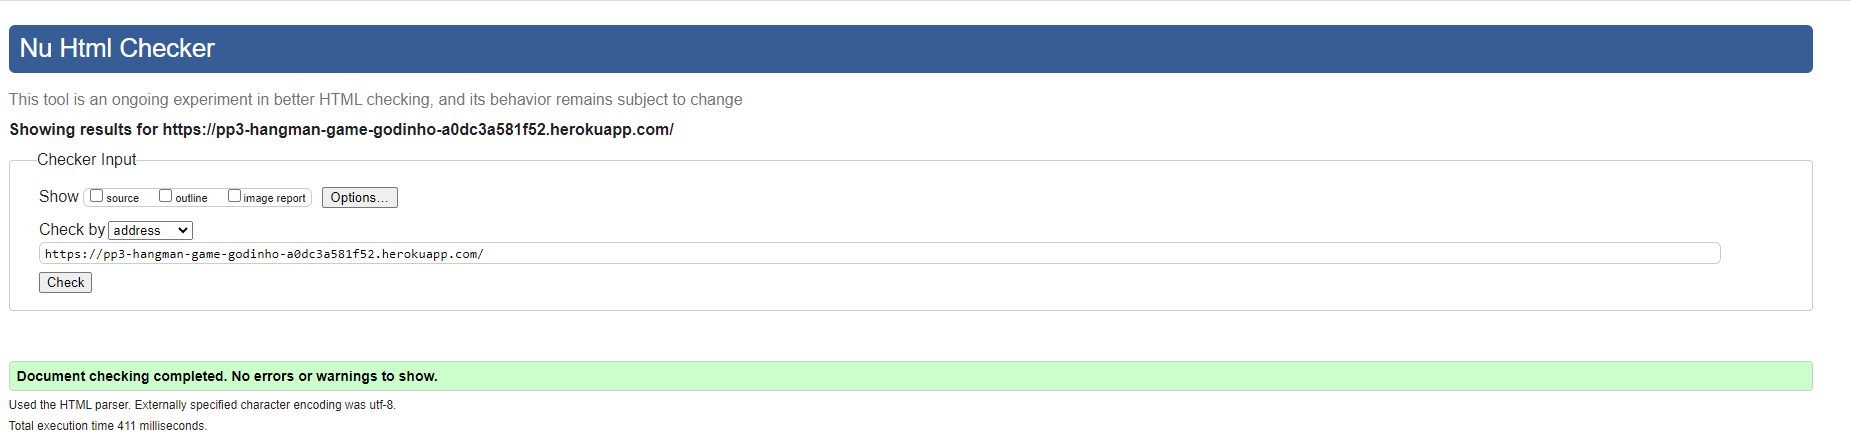 Nu Html Checker
This tool is an ongoing experiment in better HTML checking, and its behavior remains subject to change
Showing results for https://pp3-hangman-game-godinho-a0dc3a581f52.herokuapp.com/
Checker Input
Show source outline image report Options...
Check by address
https://pp3-hangman-game-godinho-a0dc3a581f52.herokuapp.com/
Check
Document checking completed. No errors or warnings to show.
Used the HTML parser. Externally specified character encoding was utf-8.
Total execution time 411 milliseconds.